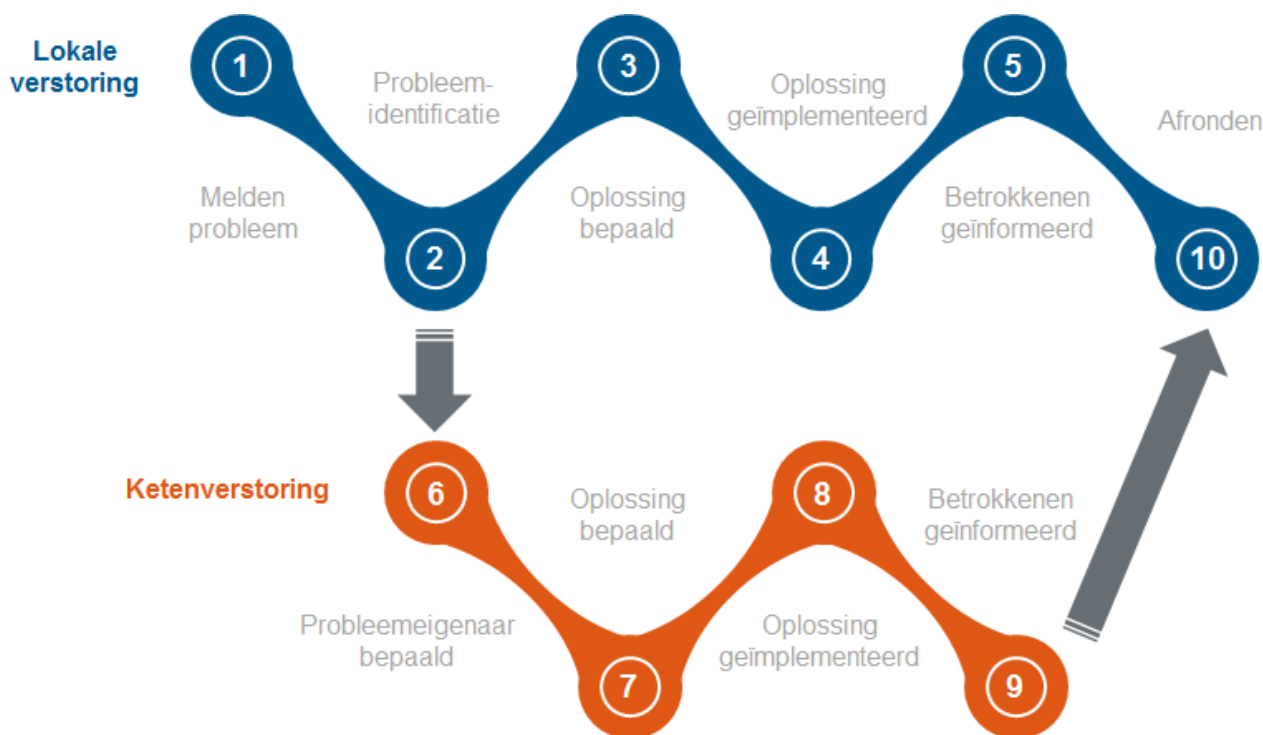 Lokale
verstoring
1
Probleem-
identificatie
3
Oplossing
geïmplementeerd
5
Afronden
Melden
probleem
2
Oplossing
bepaald
4
Betrokkenen
geïnformeerd
10
Ketenverstoring
6
Oplossing
bepaald
8
Betrokkenen
geïnformeerd
Probleemeigenaar
bepaald
7
Oplossing
geïmplementeerd
9